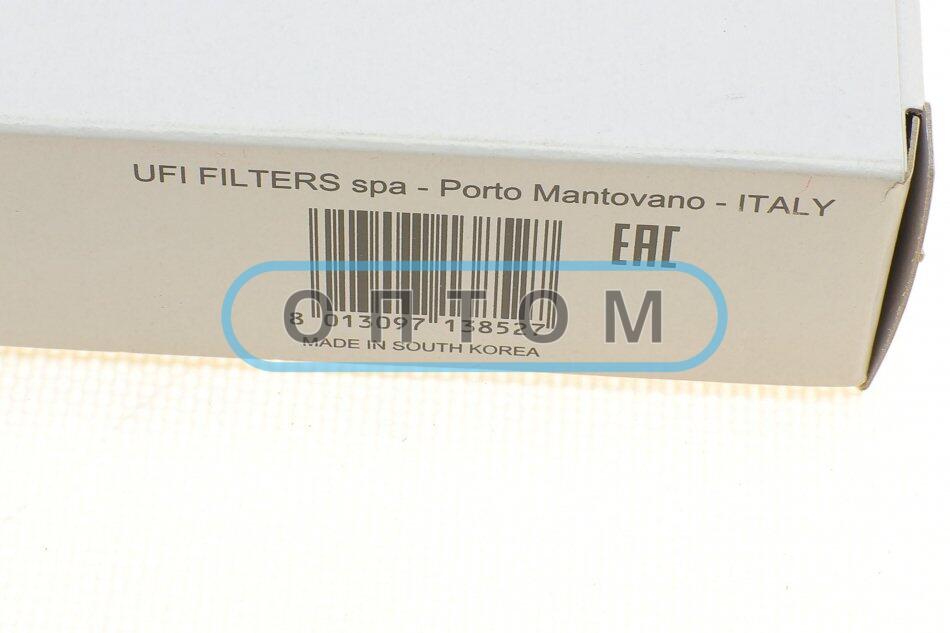 UFI FILTERS spa - Porto Mantovano - ITALY
EAC
ОПТОМ
8 013097 138527
MADE IN SOUTH KOREA